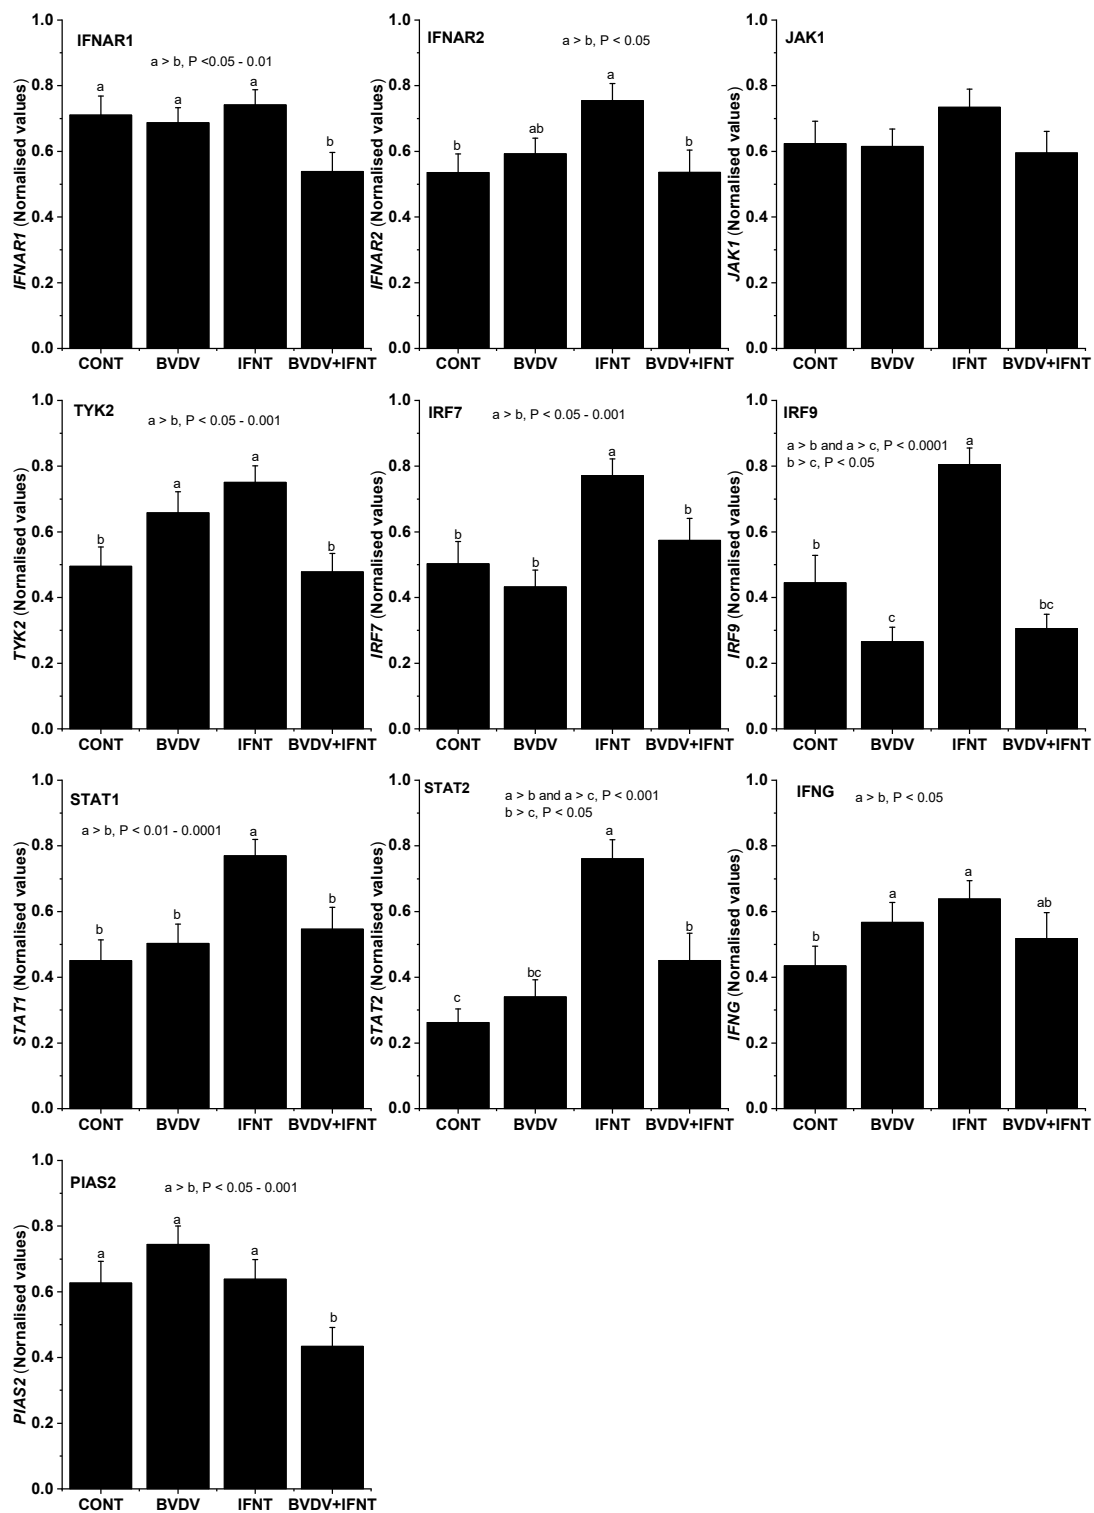 IFNAR1
a > b, P <0.05 - 0.01
IFNAR1 (Nornalised values)
1.0
0.8
0.6
0.4
0.2
0.0
a
a
a
b
CONT BVDV IFNT BVDV+IFNT
IFNAR2
a > b, P < 0.05
IFNAR2 (Nornalised values)
1.0
0.8
0.6
0.4
0.2
0.0
b
ab
a
b
CONT BVDV IFNT BVDV+IFNT
JAK1
JAK1 (Nornalised values)
1.0
0.8
0.6
0.4
0.2
0.0
CONT BVDV IFNT BVDV+IFNT
TYK2
a > b, P < 0.05 - 0.001
TYK2 (Nornalised values)
1.0
0.8
0.6
0.4
0.2
0.0
b
a
a
b
CONT BVDV IFNT BVDV+IFNT
IRF7
a > b, P < 0.05 - 0.001
IRF7 (Nornalised values)
1.0
0.8
0.6
0.4
0.2
0.0
b
b
a
b
CONT BVDV IFNT BVDV+IFNT
IRF9
a > b and a > c, P < 0.0001
b > c, P < 0.05
IRF9 (Nornalised values)
1.0
0.8
0.6
0.4
0.2
0.0
b
c
a
bc
CONT BVDV IFNT BVDV+IFNT
STAT1
a > b, P < 0.01 - 0.0001
STAT1 (Nornalised values)
1.0
0.8
0.6
0.4
0.2
0.0
b
b
a
b
CONT BVDV IFNT BVDV+IFNT
STAT2
a > b and a > c, P < 0.001
b > c, P < 0.05
STAT2 (Nornalised values)
1.0
0.8
0.6
0.4
0.2
0.0
c
bc
a
b
CONT BVDV IFNT BVDV+IFNT
IFNG
a > b, P < 0.05
IFNG (Nornalised values)
1.0
0.8
0.6
0.4
0.2
0.0
b
a
a
ab
CONT BVDV IFNT BVDV+IFNT
PIAS2
a > b, P < 0.05 - 0.001
PIAS2 (Nornalised values)
1.0
0.8
0.6
0.4
0.2
0.0
a
a
a
b
CONT BVDV IFNT BVDV+IFNT